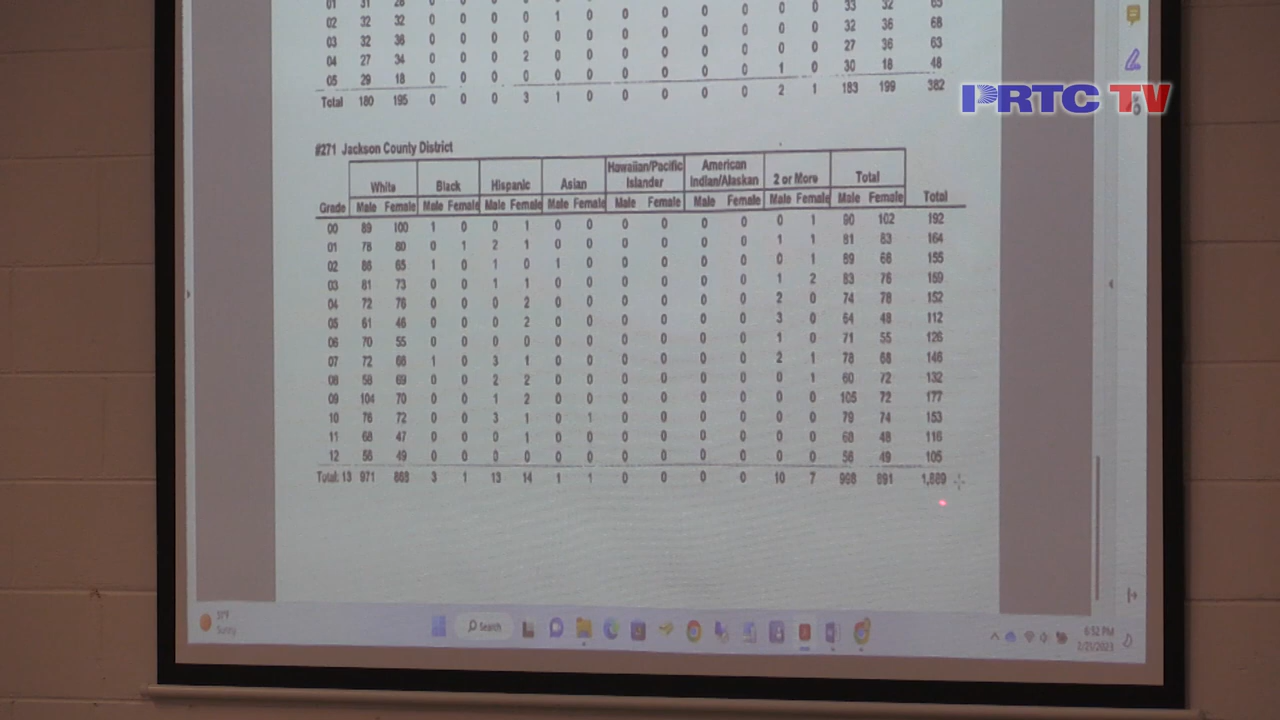 01 31 28
02 32 32 0 0 0 0 1 0 0 0 0 0 0 0 33 32 65
03 32 36 0 0 0 0 0 0 0 0 0 0 0 0 32 36 68
04 27 34 0 0 0 2 0 0 0 0 0 0 0 0 27 36 63
05 29 18 0 0 0 0 0 0 0 0 0 0 1 0 30 18 48
Total 180 195 0 0 0 3 1 0 0 0 0 0 2 1 183 199 382
PRTC TV
#271 Jackson County District
White Black Hispanic Asian Hawaiian/Pacific Islander American Indian/Alaskan 2 or More Total
Grade Male Female Male Female Male Female Male Female Male Female Male Female Male Female Male Female Total
00 89 100 1 0 0 1 0 0 0 0 0 0 0 1 90 102 192
01 78 80 0 1 2 1 0 0 0 0 0 0 1 1 81 83 164
02 86 65 1 0 1 0 1 0 0 0 0 0 0 1 89 66 155
03 81 73 0 0 1 1 0 0 0 0 0 0 1 2 83 76 159
04 72 76 0 0 0 2 0 0 0 0 0 0 2 0 74 78 152
05 61 46 0 0 0 2 0 0 0 0 0 0 3 0 64 48 112
06 70 55 0 0 0 0 0 0 0 0 0 0 1 0 71 55 126
07 72 66 1 0 3 1 0 0 0 0 0 0 2 1 78 68 146
08 58 69 0 0 2 2 0 0 0 0 0 0 0 1 60 72 132
09 104 70 0 0 1 2 0 0 0 0 0 0 0 0 105 72 177
10 76 72 0 0 3 1 0 1 0 0 0 0 0 0 79 74 153
11 68 47 0 0 0 1 0 0 0 0 0 0 0 0 68 48 116
12 56 49 0 0 0 0 0 0 0 0 0 0 0 0 56 49 105
Total: 13 971 868 3 1 13 14 1 1 0 0 0 0 10 7 998 891 1,889
Sunny
Search
6:52 PM
2/21/2023